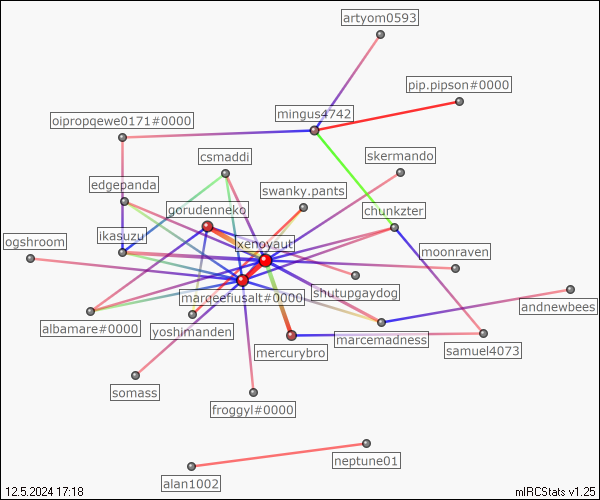 artyom0593
pip.pipson#0000
mingus4742
oipropqewe0171#0000
csmaddi
skermando
edgepanda
swanky.pants
gorudenneko
chunkzter
ikasuzu
xenoyaut
ogshroom
moonraven
shutupgaydog
marqeefiusalt#0000
andnewbees
albamare#0000
yoshimanden
marcemadness
mercurybro
samuel4073
somass
froggyl#0000
neptune01
alan1002
12.5.2024 17:18
mIRCStats v1.25